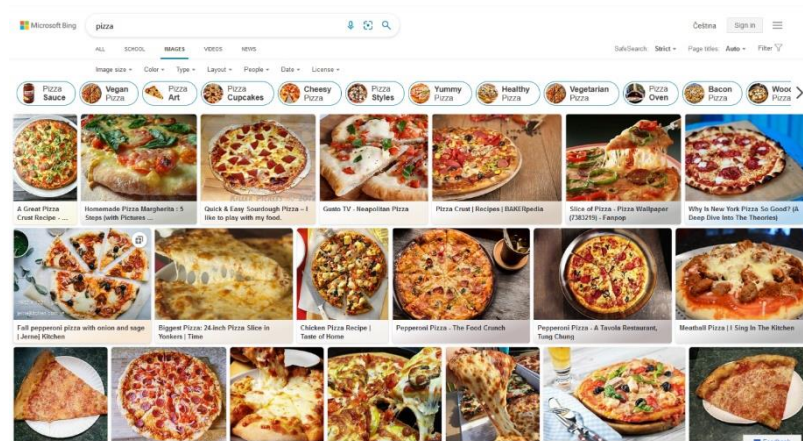 Microsoft Bing
pizza
Čeština
Sign in
ALL SCHOOL IMAGES VIDEOS NEWS
SafeSearch: Strict
Page titles: Auto
Filter
Image size Color Type Layout People Date License
Pizza Sauce
Vegan Pizza
Pizza Art
Pizza Cupcakes
Cheesy Pizza
Pizza Styles
Yummy Pizza
Healthy Pizza
Vegetarian Pizza
Pizza Oven
Bacon Pizza
Wood Pizza
A Great Pizza
Crust Recipe - ...
Homemade Pizza Margherita : 5
Steps (with Pictures ...
Quick & Easy Sourdough Pizza – I
like to play with my food.
Gusto TV - Neapolitan Pizza
Pizza Crust | Recipes | BAKERpedia
Slice of Pizza - Pizza Wallpaper
(7383219) - Fanpop
Why Is New York Pizza So Good? (A
Deep Dive Into The Theories)
Fall pepperoni pizza with onion and sage
| Jernej Kitchen
Biggest Pizza: 24-Inch Pizza Slice in
Yonkers | Time
Chicken Pizza Recipe |
Taste of Home
Pepperoni Pizza - The Food Crunch
Pepperoni Pizza - A Tavola Restaurant,
Tung Chung
Meatball Pizza | I Sing In The Kitchen
Feedback